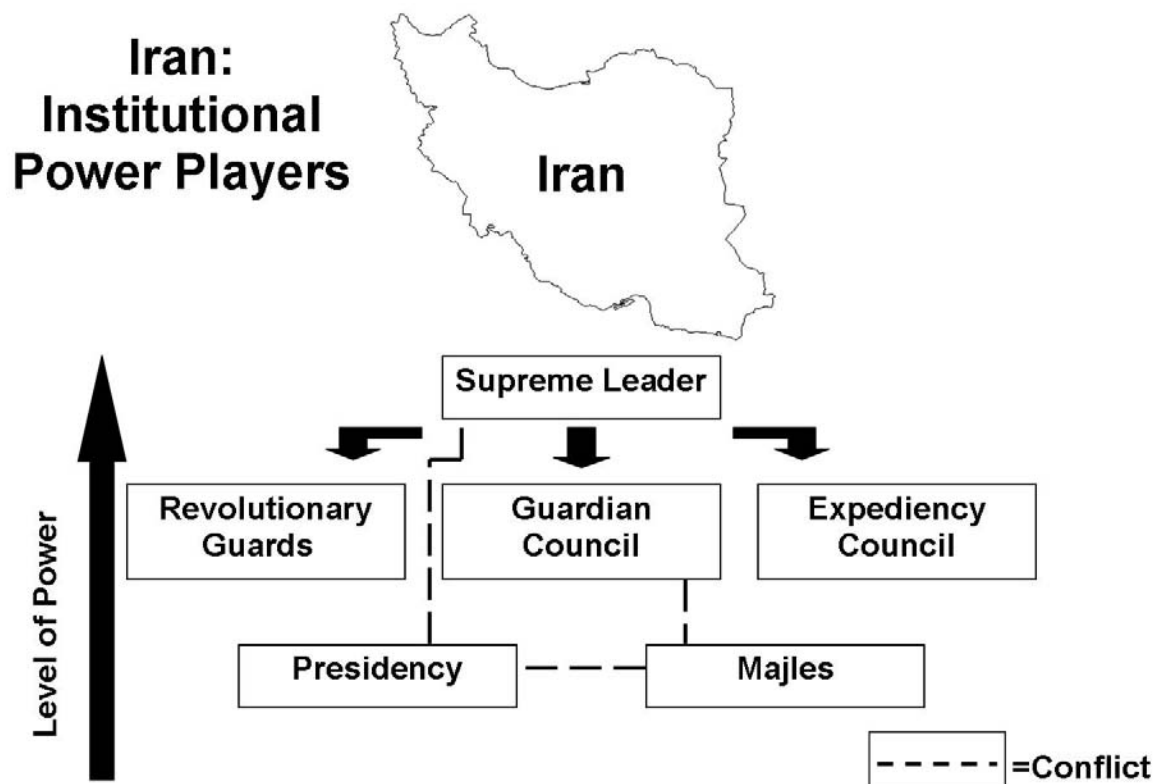 Iran:
Institutional
Power Players
Iran
Supreme Leader
Revolutionary
Guards
Guardian
Council
Expediency
Council
Level of Power
Presidency
Majles
=Conflict